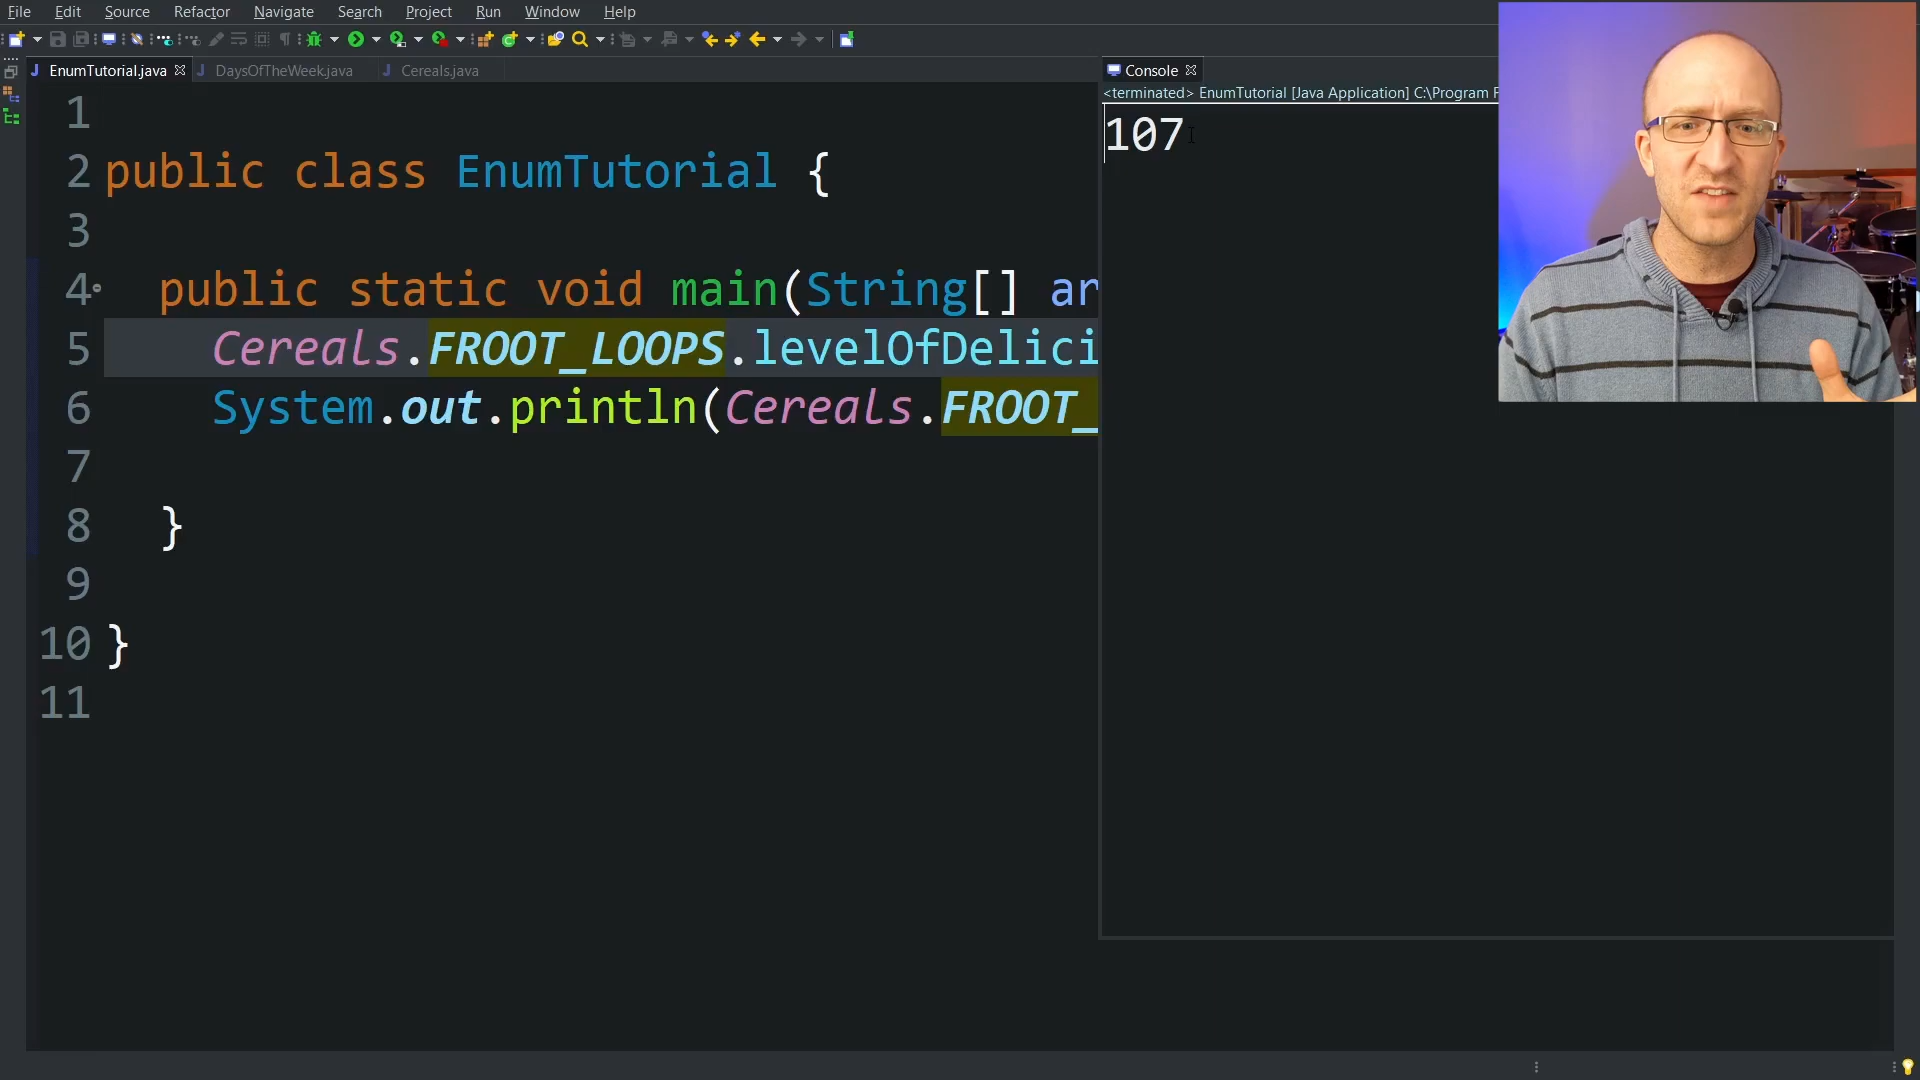 File Edit Source Refactor Navigate Search Project Run Window Help
EnumTutorial.java DaysOfTheWeek.java Cereals.java
1
2 public class EnumTutorial {
3
4 public static void main(String[] ar
5 Cereals.FROOT_LOOPS.levelOfDelici
6 System.out.println(Cereals.FROOT_
7
8 }
9
10 }
11
Console
<terminated> EnumTutorial [Java Application] C:\Program F
107